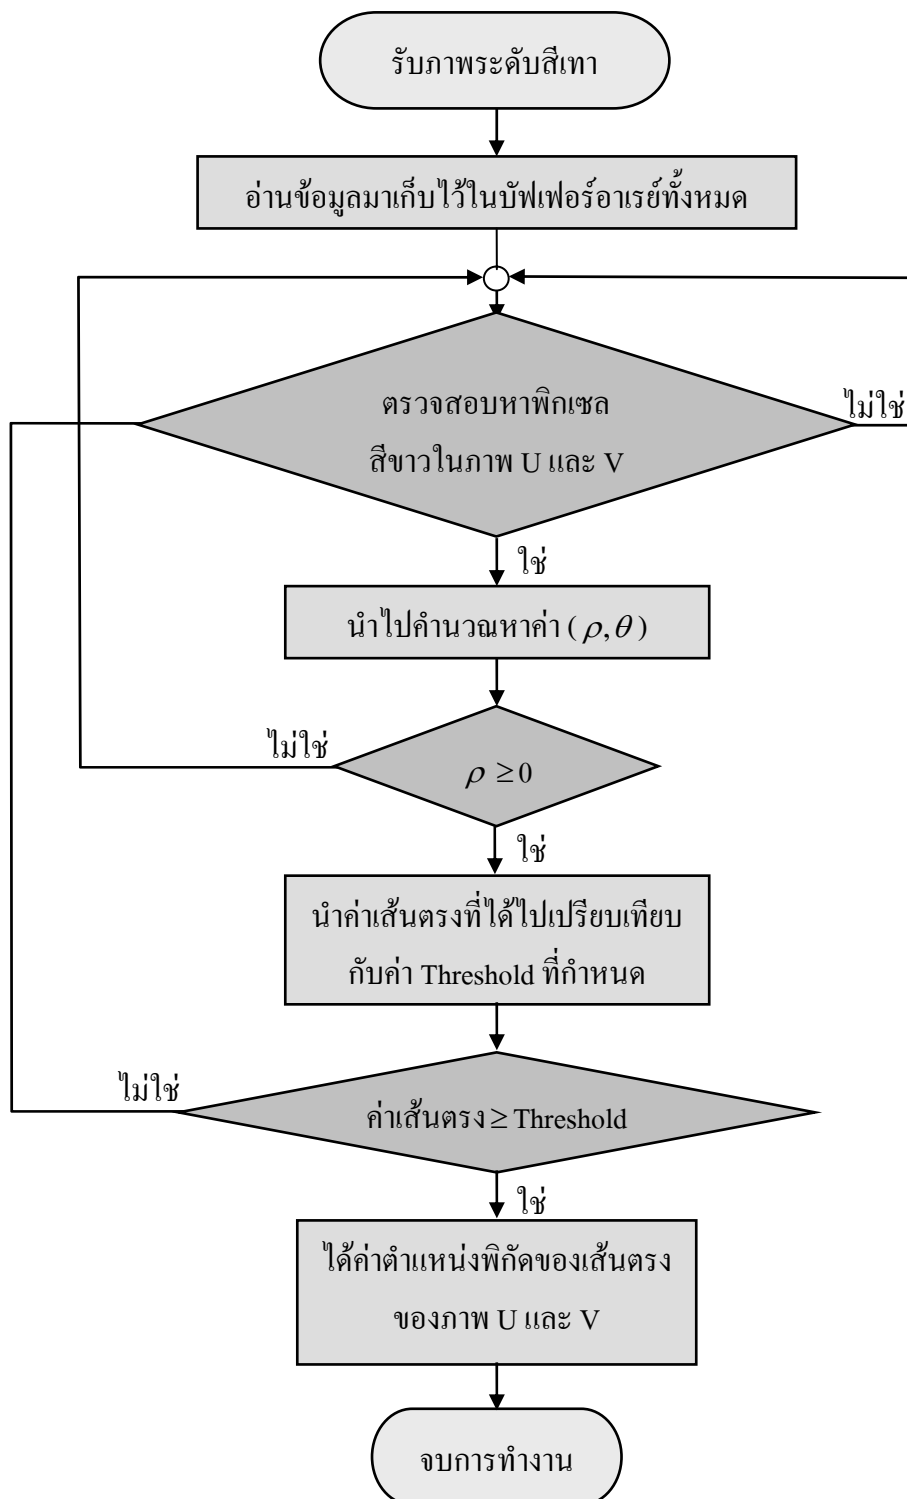 รับภาพระดับสีเทา
อ่านข้อมูลมาเก็บไว้ในบัฟเฟอร์อาเรย์ทั้งหมด
ตรวจสอบหาพิกเซล
สีขาวในภาพ U และ V
ไม่ใช่
ใช่
นำไปคำนวณหาค่า ( ρ, θ )
ไม่ใช่
ρ ≥ 0
ใช่
นำค่าเส้นตรงที่ได้ไปเปรียบเทียบ
กับค่า Threshold ที่กำหนด
ไม่ใช่
ค่าเส้นตรง ≥ Threshold
ใช่
ได้ค่าตำแหน่งพิกัดของเส้นตรง
ของภาพ U และ V
จบการทำงาน